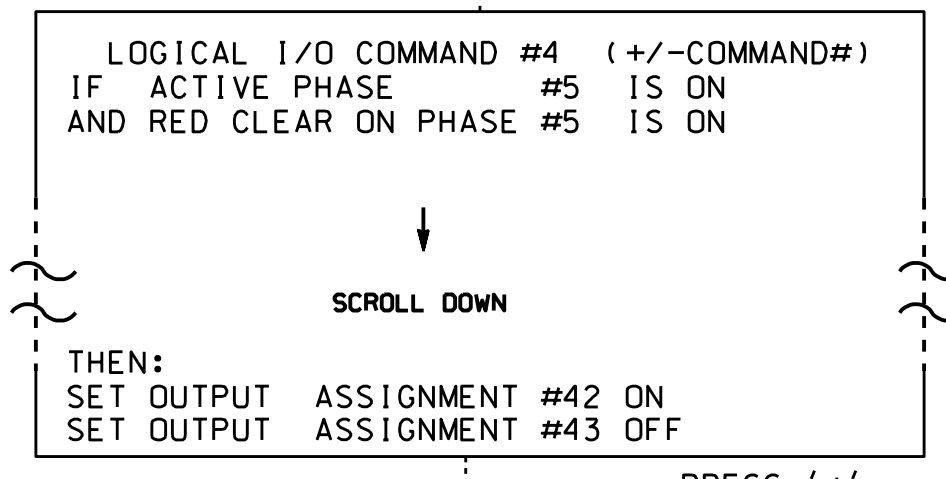 LOGICAL I/O COMMAND #4 (+/-COMMAND#)
IF ACTIVE PHASE #5 IS ON
AND RED CLEAR ON PHASE #5 IS ON
SCROLL DOWN
THEN:
SET OUTPUT ASSIGNMENT #42 ON
SET OUTPUT ASSIGNMENT #43 OFF